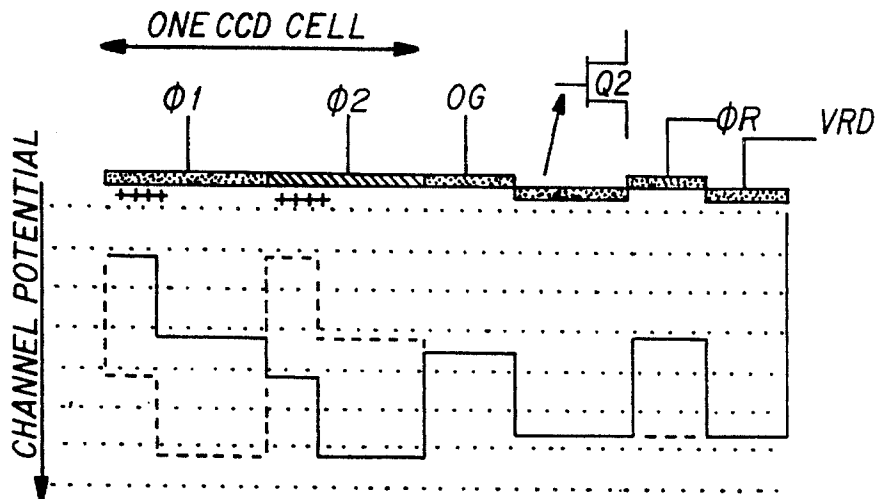 ONE CCD CELL
Q2
Φ1
Φ2
OG
ΦR
VRD
CHANNEL POTENTIAL